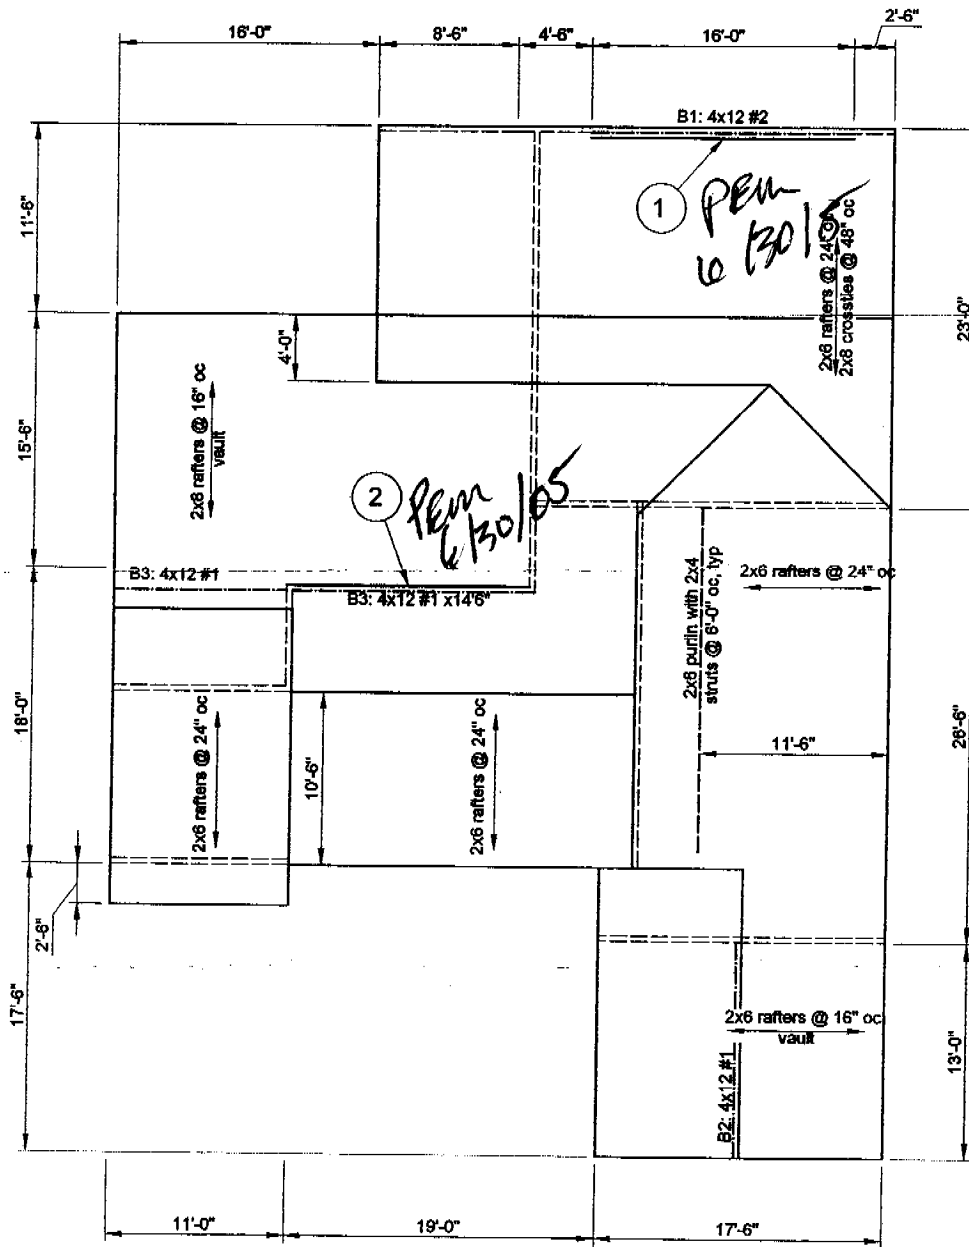 2'-6"
16'-0"
8'-6"
4'-6"
16'-0"
B1: 4x12 #2
1
PEM
6/30/5
11'-6"
2x6 rafters @ 24" oc
2x8 crossties @ 48" oc
23'-0"
4'-0"
15'-6"
2x6 rafters @ 16" oc
vault
2
PEM
6/30/05
B3: 4x12 #1
B3: 4x12 #1 x14'6"
2x6 rafters @ 24" oc
2x6 purlin with 2x4
struts @ 6'-0" oc, typ
18'-0"
2x6 rafters @ 24" oc
10'-6"
2x6 rafters @ 24" oc
11'-6"
26'-6"
2'-6"
17'-6"
2x6 rafters @ 16" oc
vault
B2: 4x12 #1
13'-0"
11'-0"
19'-0"
17'-6"